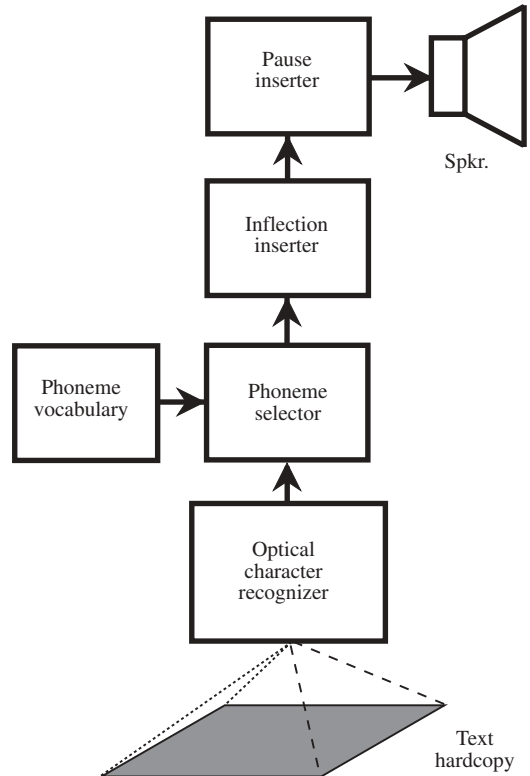 Pause
inserter
Spkr.
Inflection
inserter
Phoneme
vocabulary
Phoneme
selector
Optical
character
recognizer
Text
hardcopy